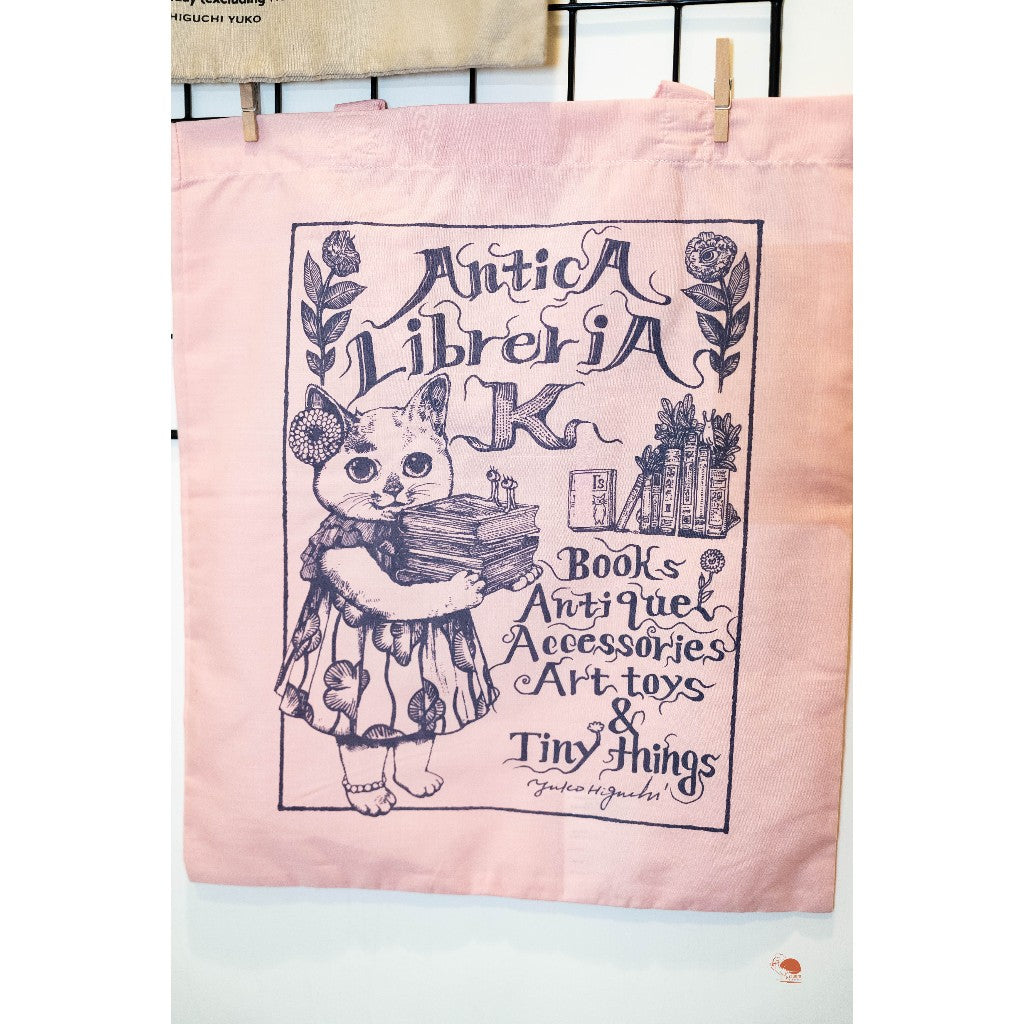 HIGUCHI YUKO
AnticA
LibreriA
K
Books
Antique
Accessories
Art toys
&
Tiny things
Yuko Higuchi